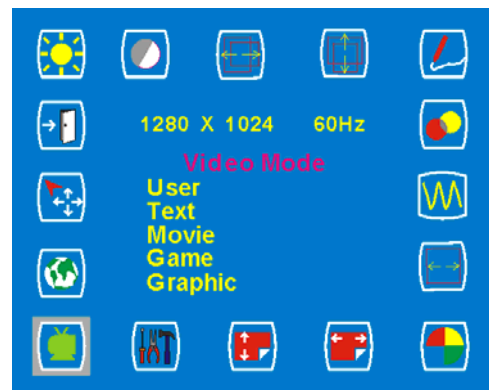 1280 X 1024 60Hz
Video Mode
User
Text
Movie
Game
Graphic